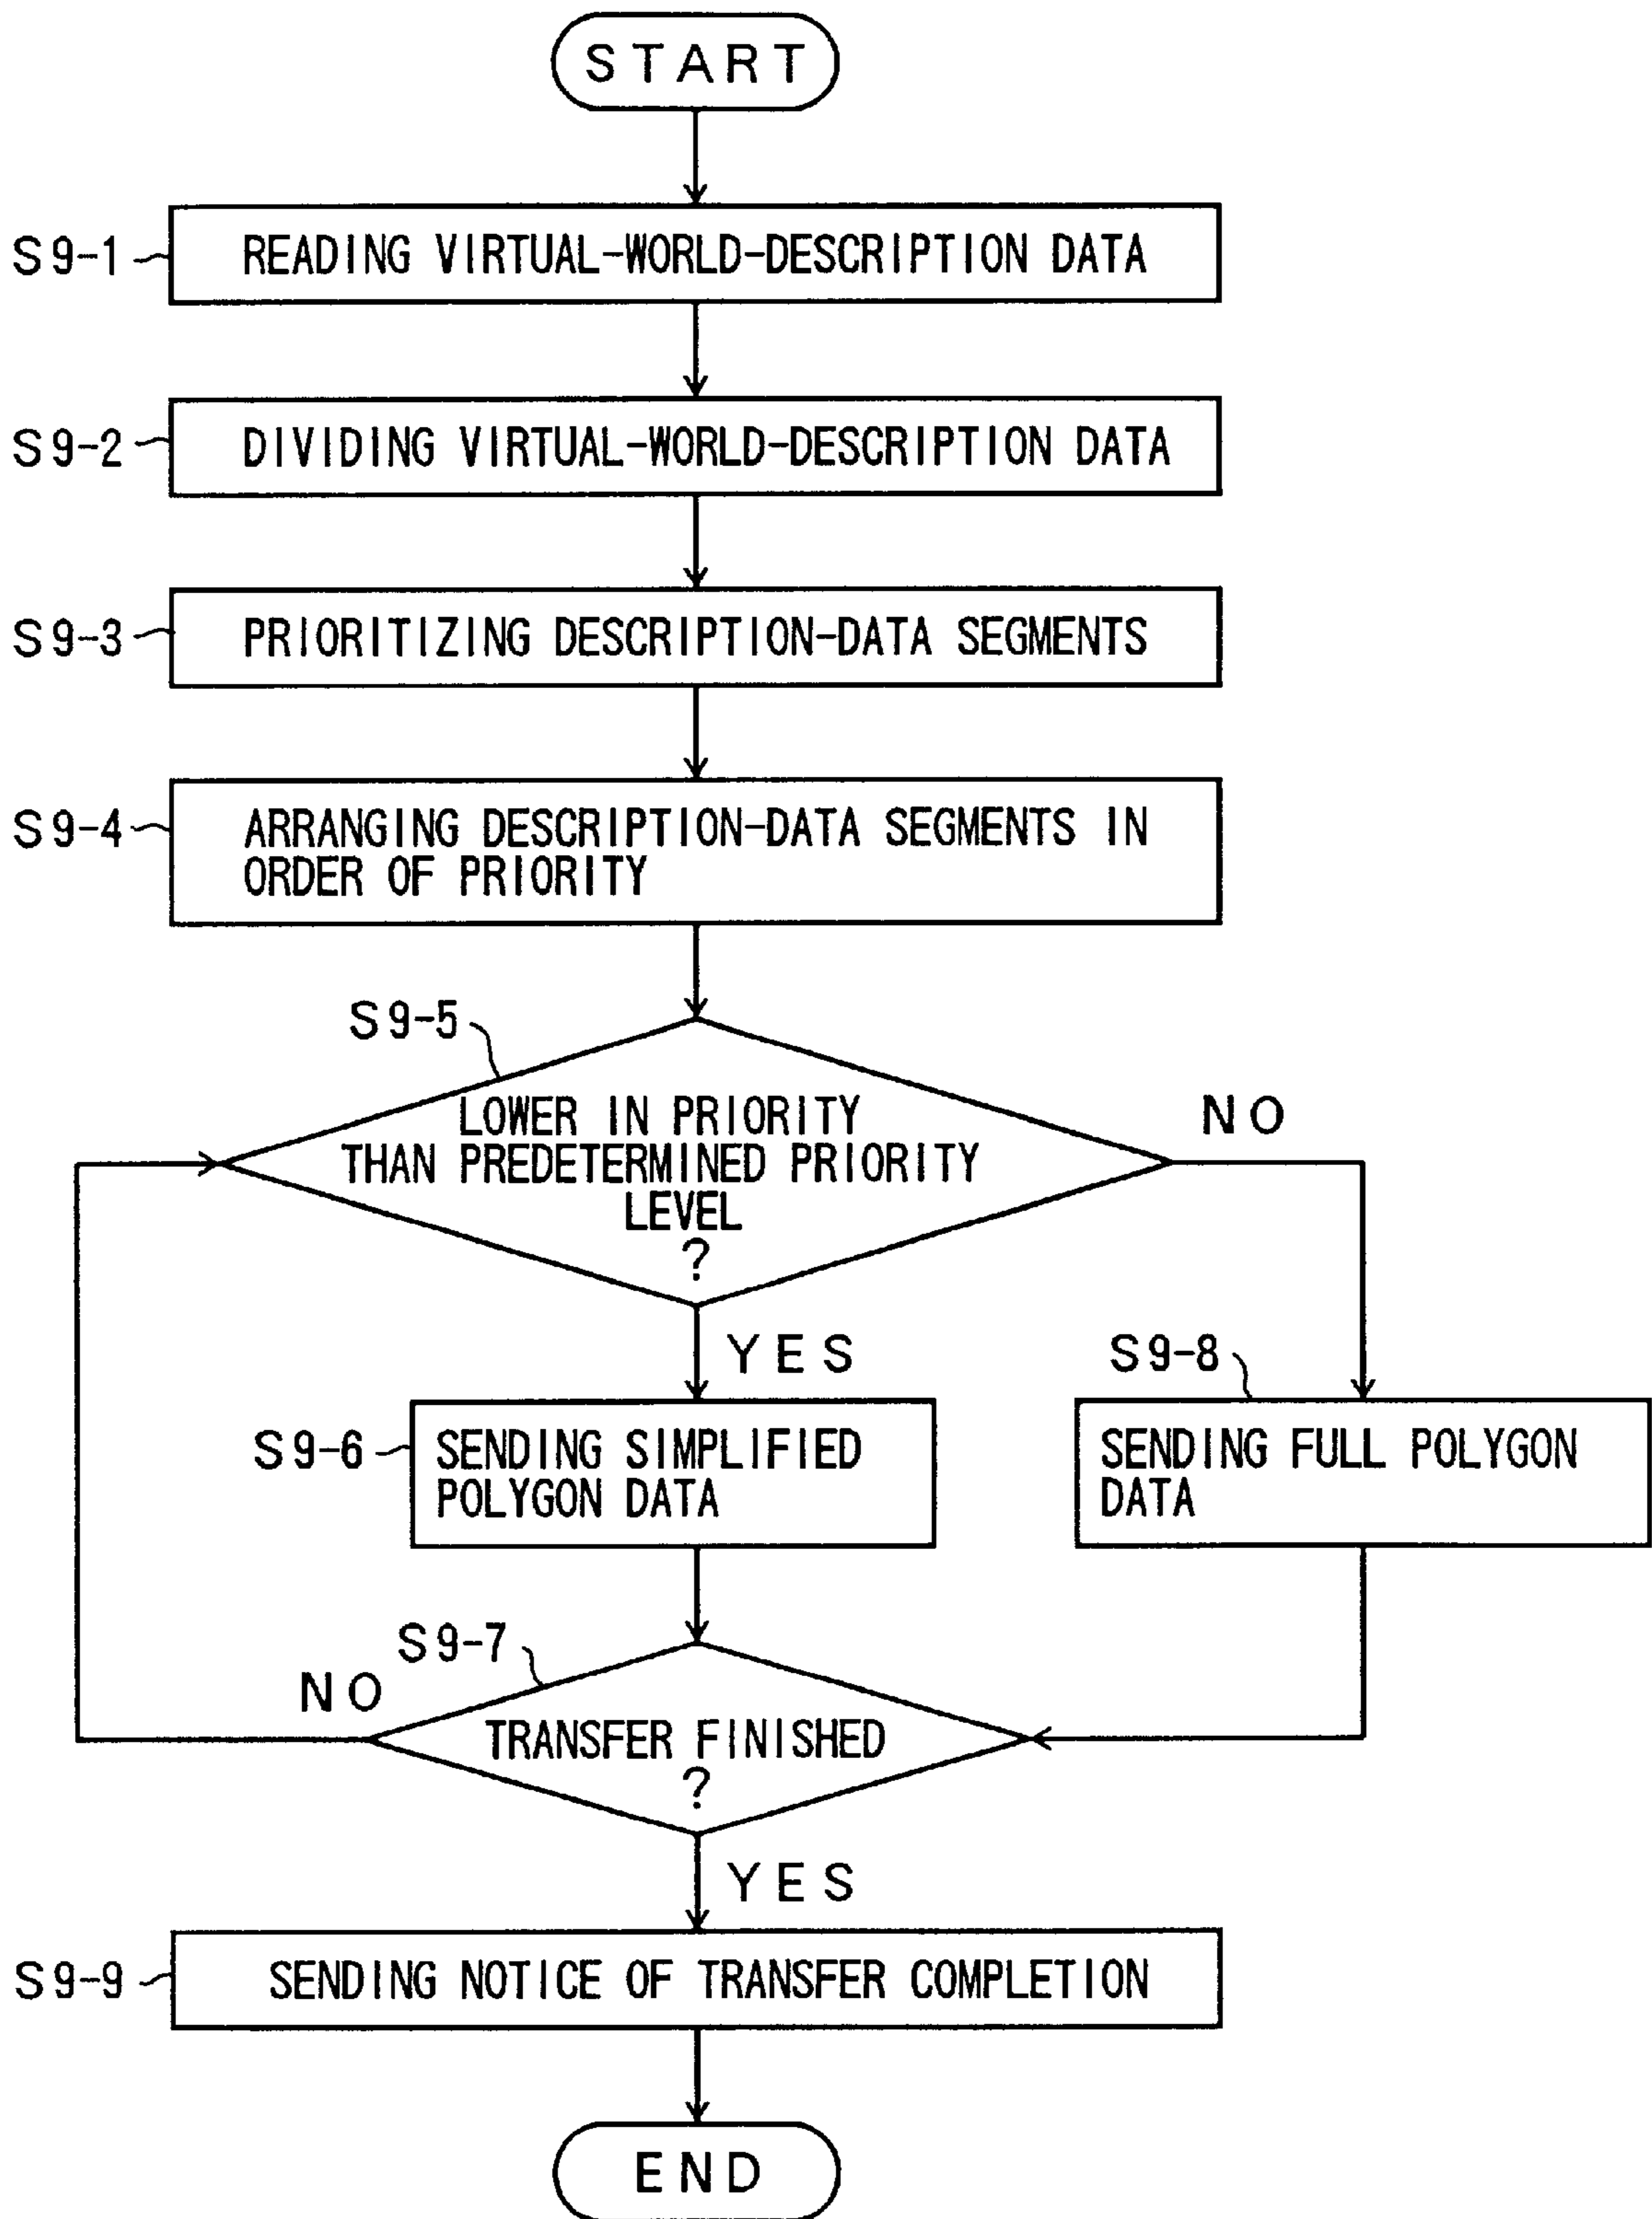 START
S9-1
READING VIRTUAL-WORLD-DESCRIPTION DATA
S9-2
DIVIDING VIRTUAL-WORLD-DESCRIPTION DATA
S9-3
PRIORITIZING DESCRIPTION-DATA SEGMENTS
S9-4
ARRANGING DESCRIPTION-DATA SEGMENTS IN
ORDER OF PRIORITY
S9-5
LOWER IN PRIORITY
THAN PREDETERMINED PRIORITY
LEVEL
?
NO
YES
S9-6
SENDING SIMPLIFIED
POLYGON DATA
S9-8
SENDING FULL POLYGON
DATA
S9-7
NO
TRANSFER FINISHED
?
YES
S9-9
SENDING NOTICE OF TRANSFER COMPLETION
END